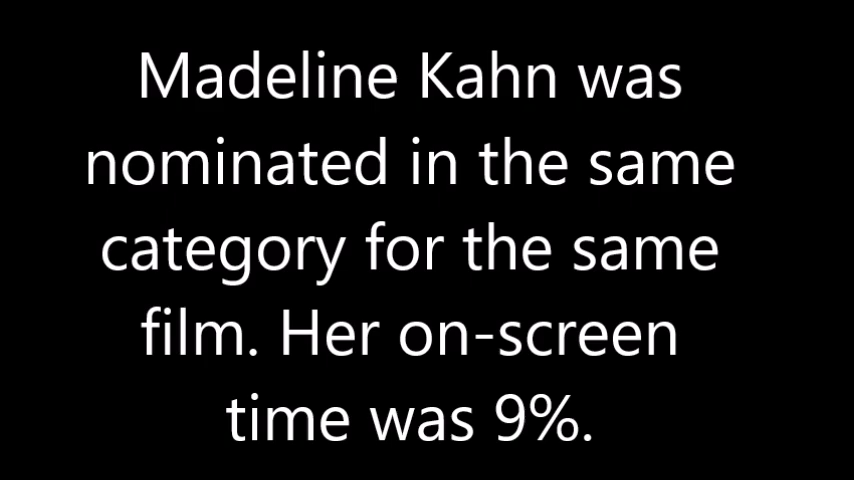 Madeline Kahn was
nominated in the same
category for the same
film. Her on-screen
time was 9%.